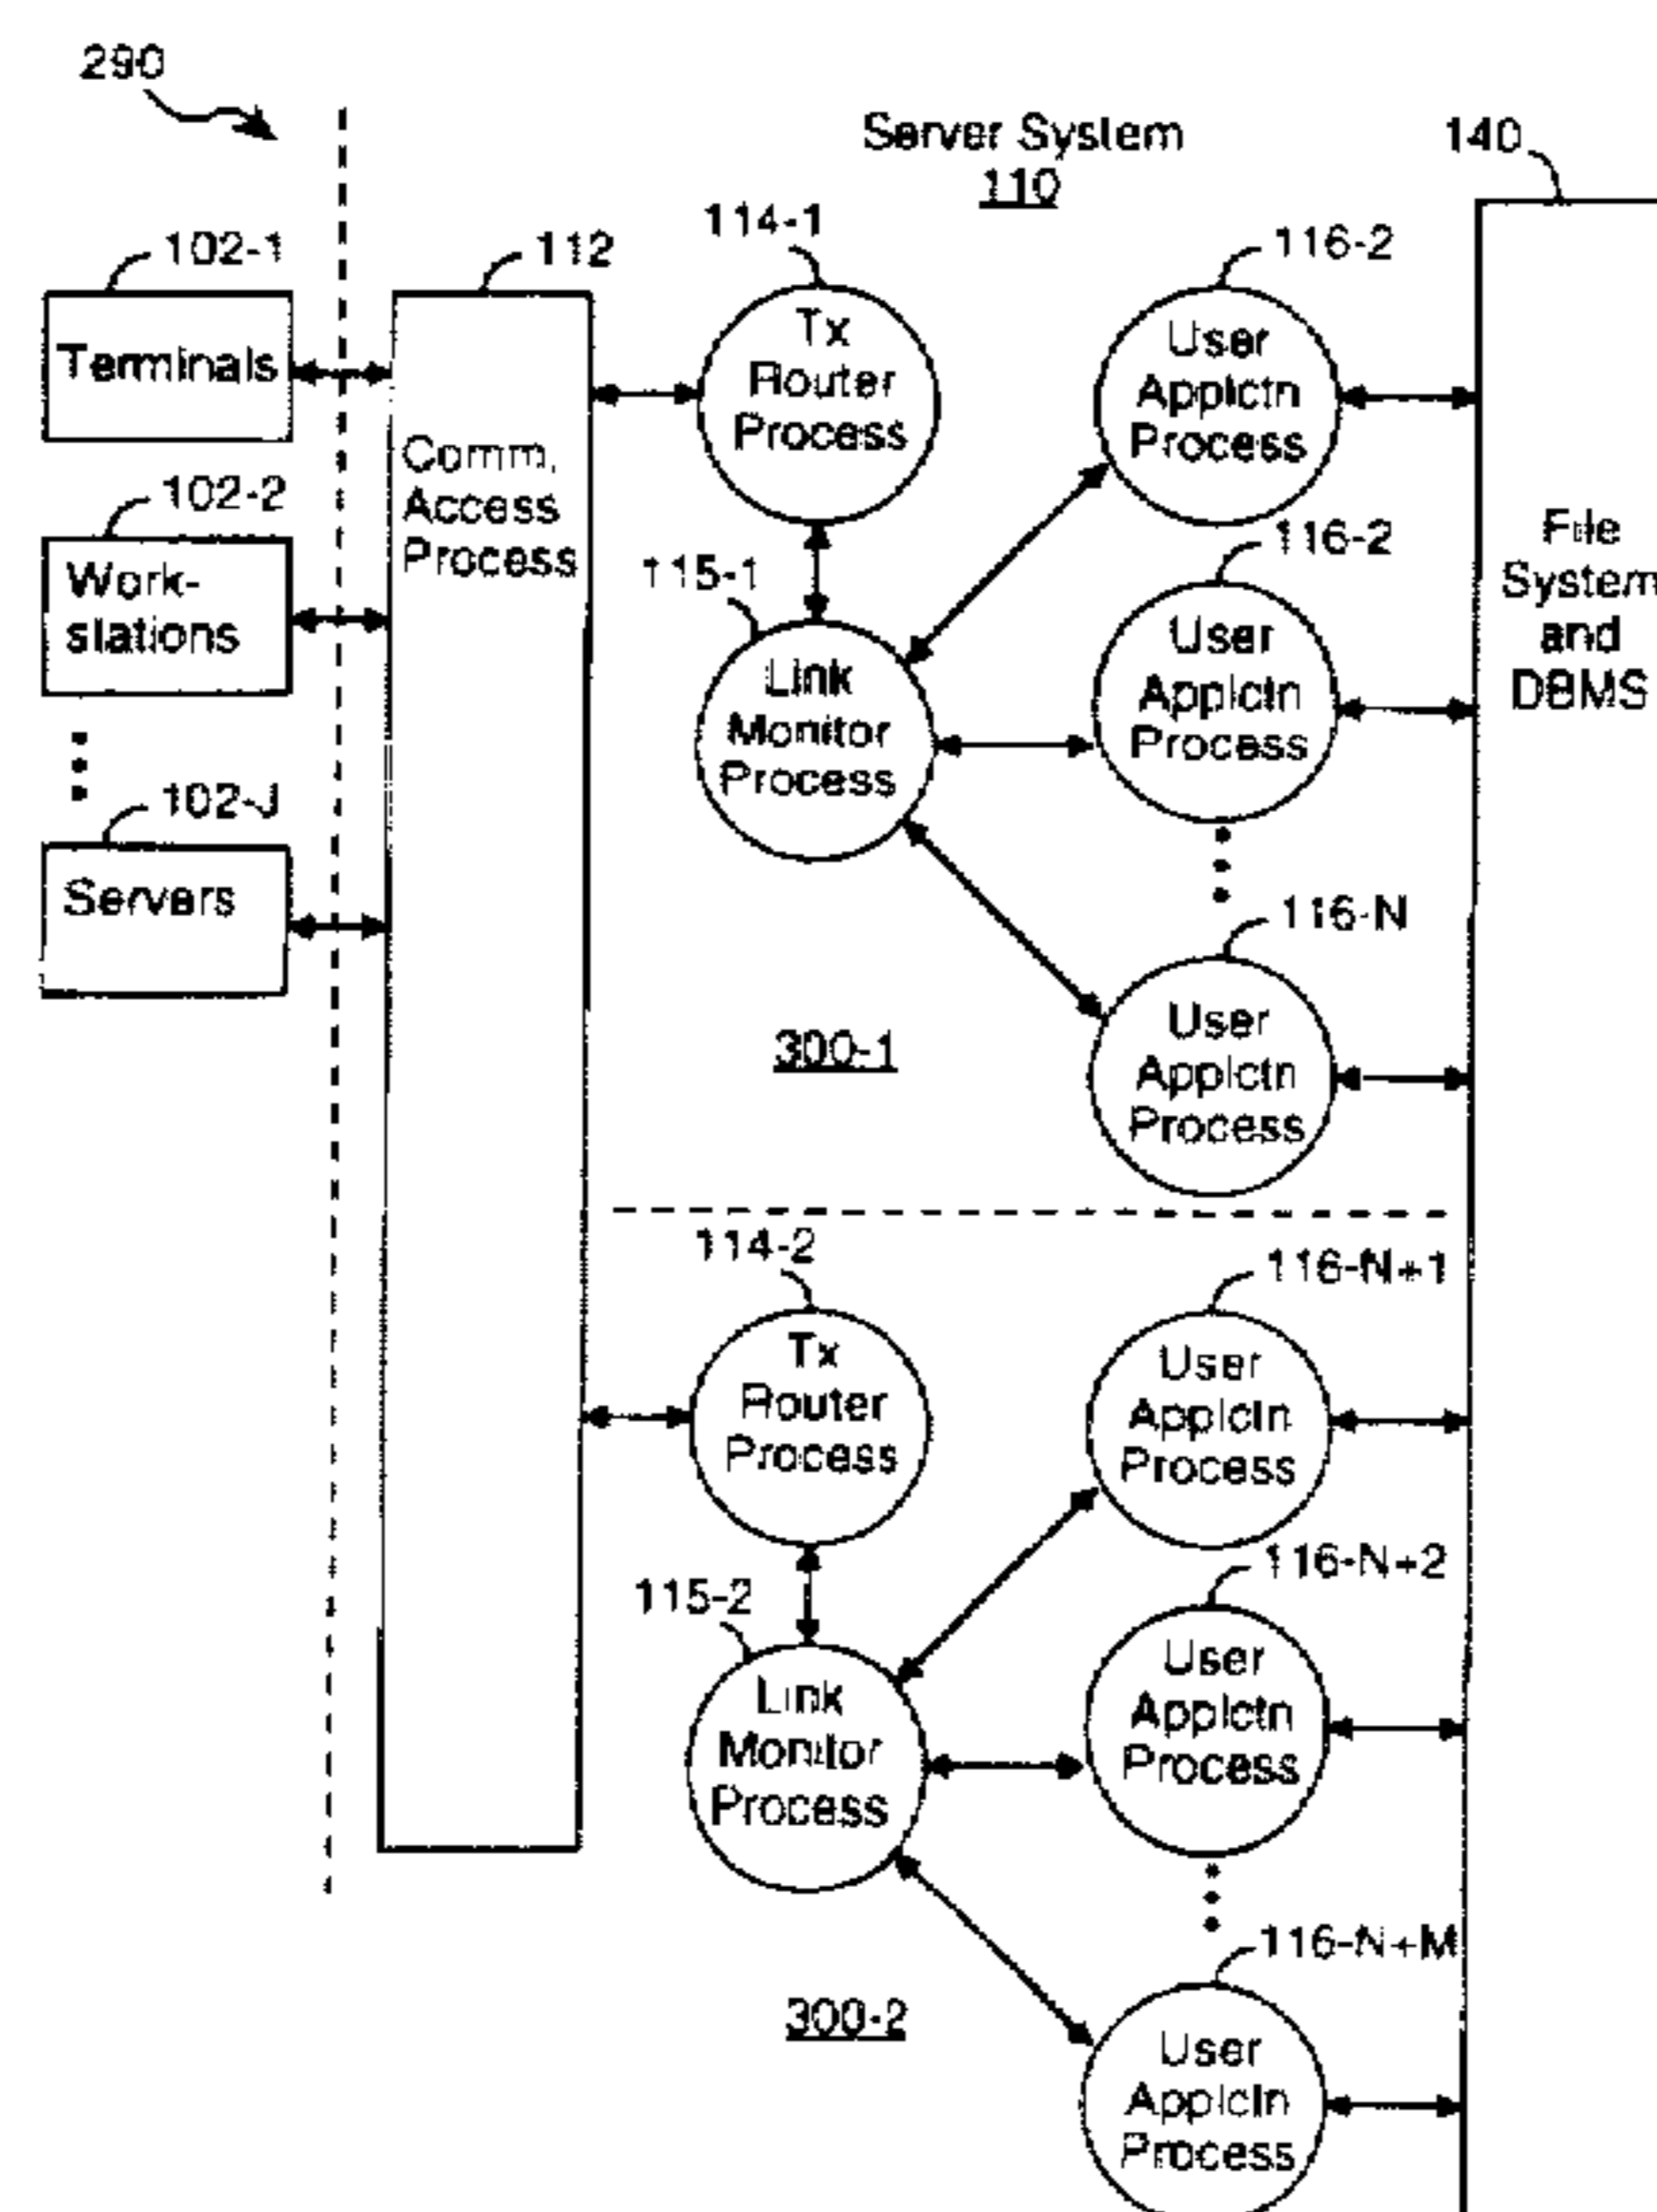 290
Server System
110
140
102-1
Terminals
102-2
Work-
stations
102-J
Servers
112
Comm.
Access
Process
114-1
Tx
Router
Process
115-1
Link
Monitor
Process
116-2
User
Applctn
Process
116-2
User
Applctn
Process
116-N
User
Applctn
Process
300-1
File
System
and
DBMS
114-2
Tx
Router
Process
115-2
Link
Monitor
Process
116-N+1
User
Applctn
Process
116-N+2
User
Applctn
Process
116-N+M
User
Applctn
Process
300-2